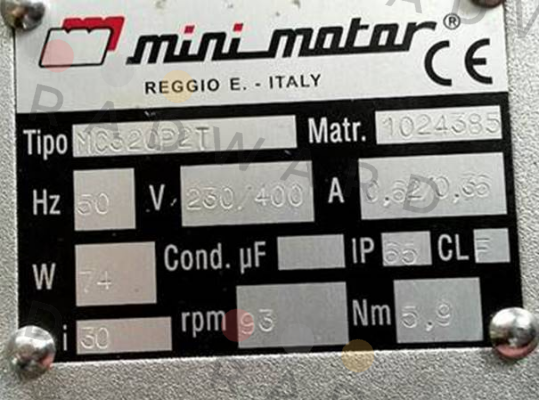 mini motor®
REGGIO E. - ITALY
CE
Tipo MC320P2T Matr. 1024385
Hz 50 V 230/400 A 0,62/0,36
W 74 Cond. µF IP 65 CL F
i 30 rpm 93 Nm 5,9